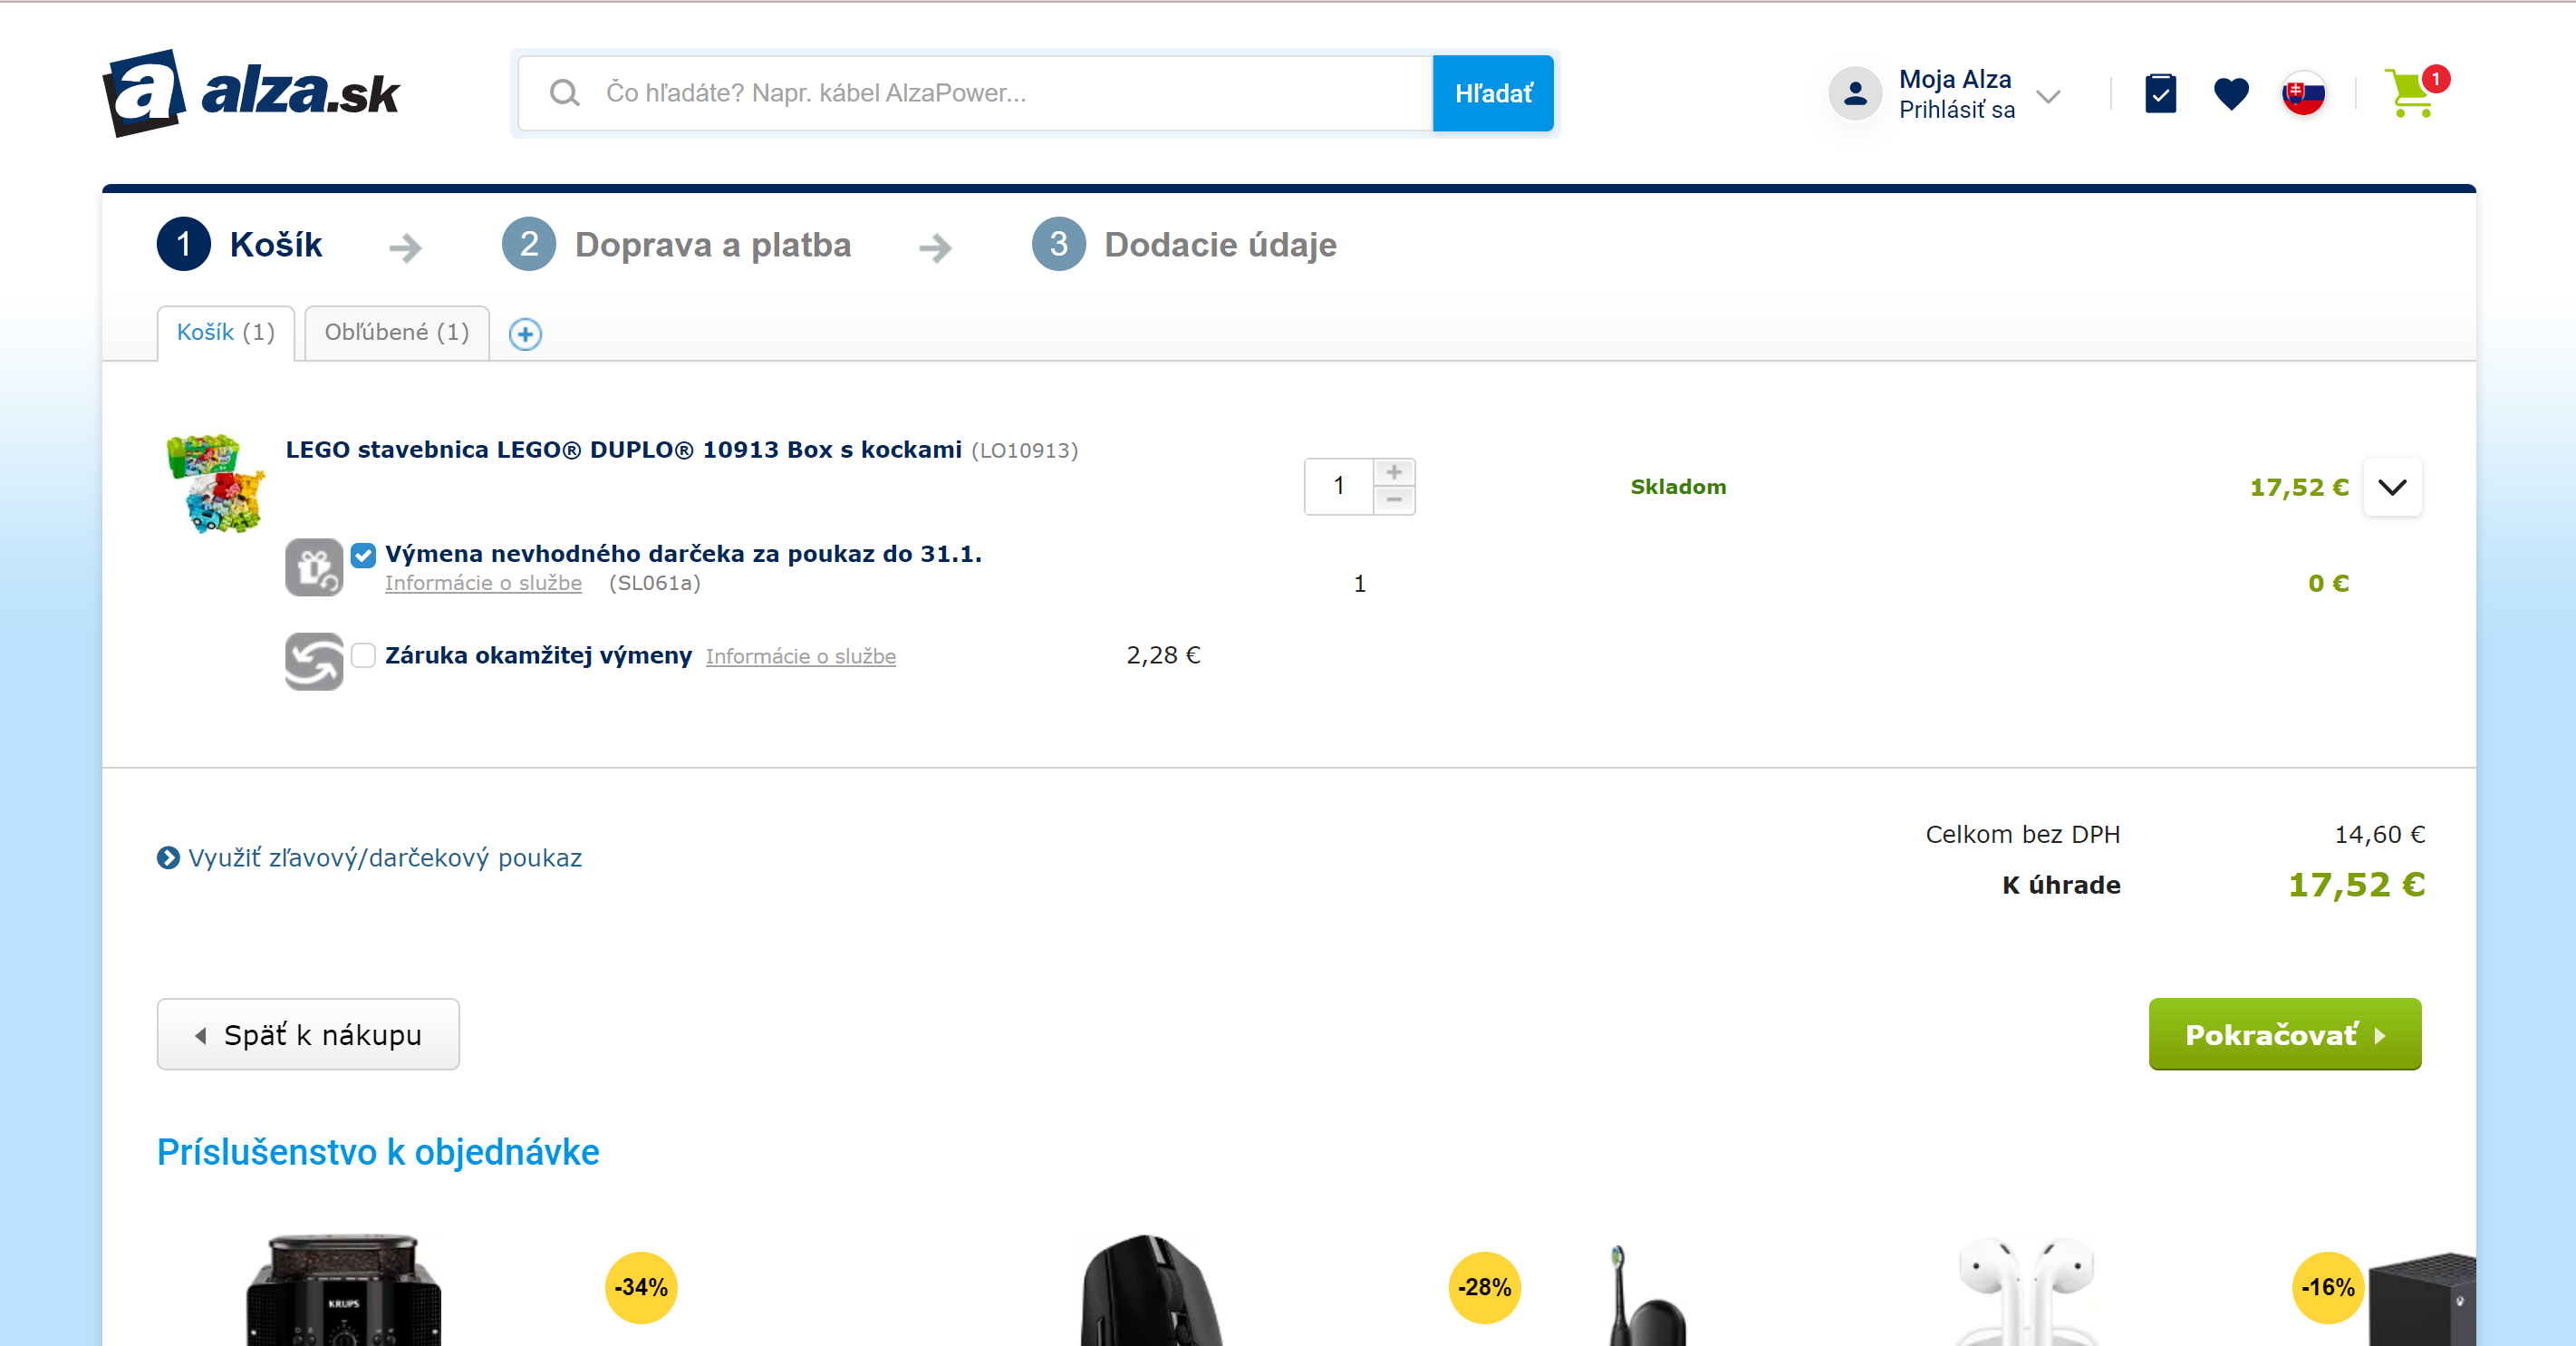 alza.sk
Čo hľadáte? Napr. kábel AlzaPower...
Hľadať
Moja Alza
Prihlásiť sa
1
1 Košík
2 Doprava a platba
3 Dodacie údaje
Košík (1)
Obľúbené (1)
LEGO stavebnica LEGO® DUPLO® 10913 Box s kockami (LO10913)
1
Skladom
17,52 €
Výmena nevhodného darčeka za poukaz do 31.1.
Informácie o službe (SL061a)
1
0 €
Záruka okamžitej výmeny Informácie o službe
2,28 €
Využiť zľavový/darčekový poukaz
Celkom bez DPH 14,60 €
K úhrade 17,52 €
Späť k nákupu
Pokračovať
Príslušenstvo k objednávke
KRUPS
-34%
-28%
-16%